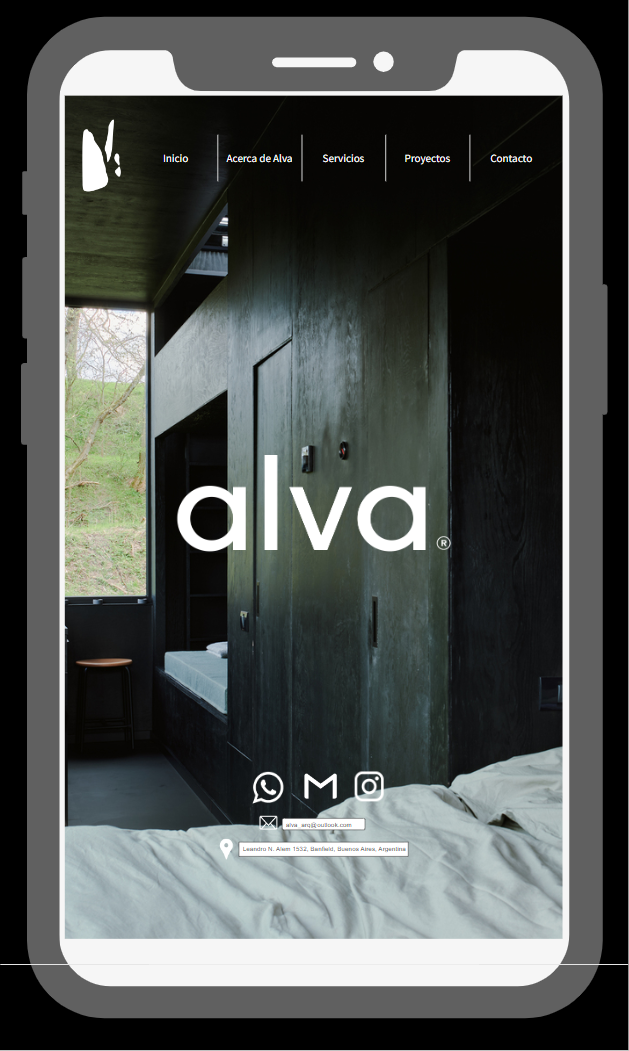 Inicio
Acerca de Alva
Servicios
Proyectos
Contacto
alva®
alva_arq@outlook.com
Leandro N. Alem 1532, Banfield, Buenos Aires, Argentina